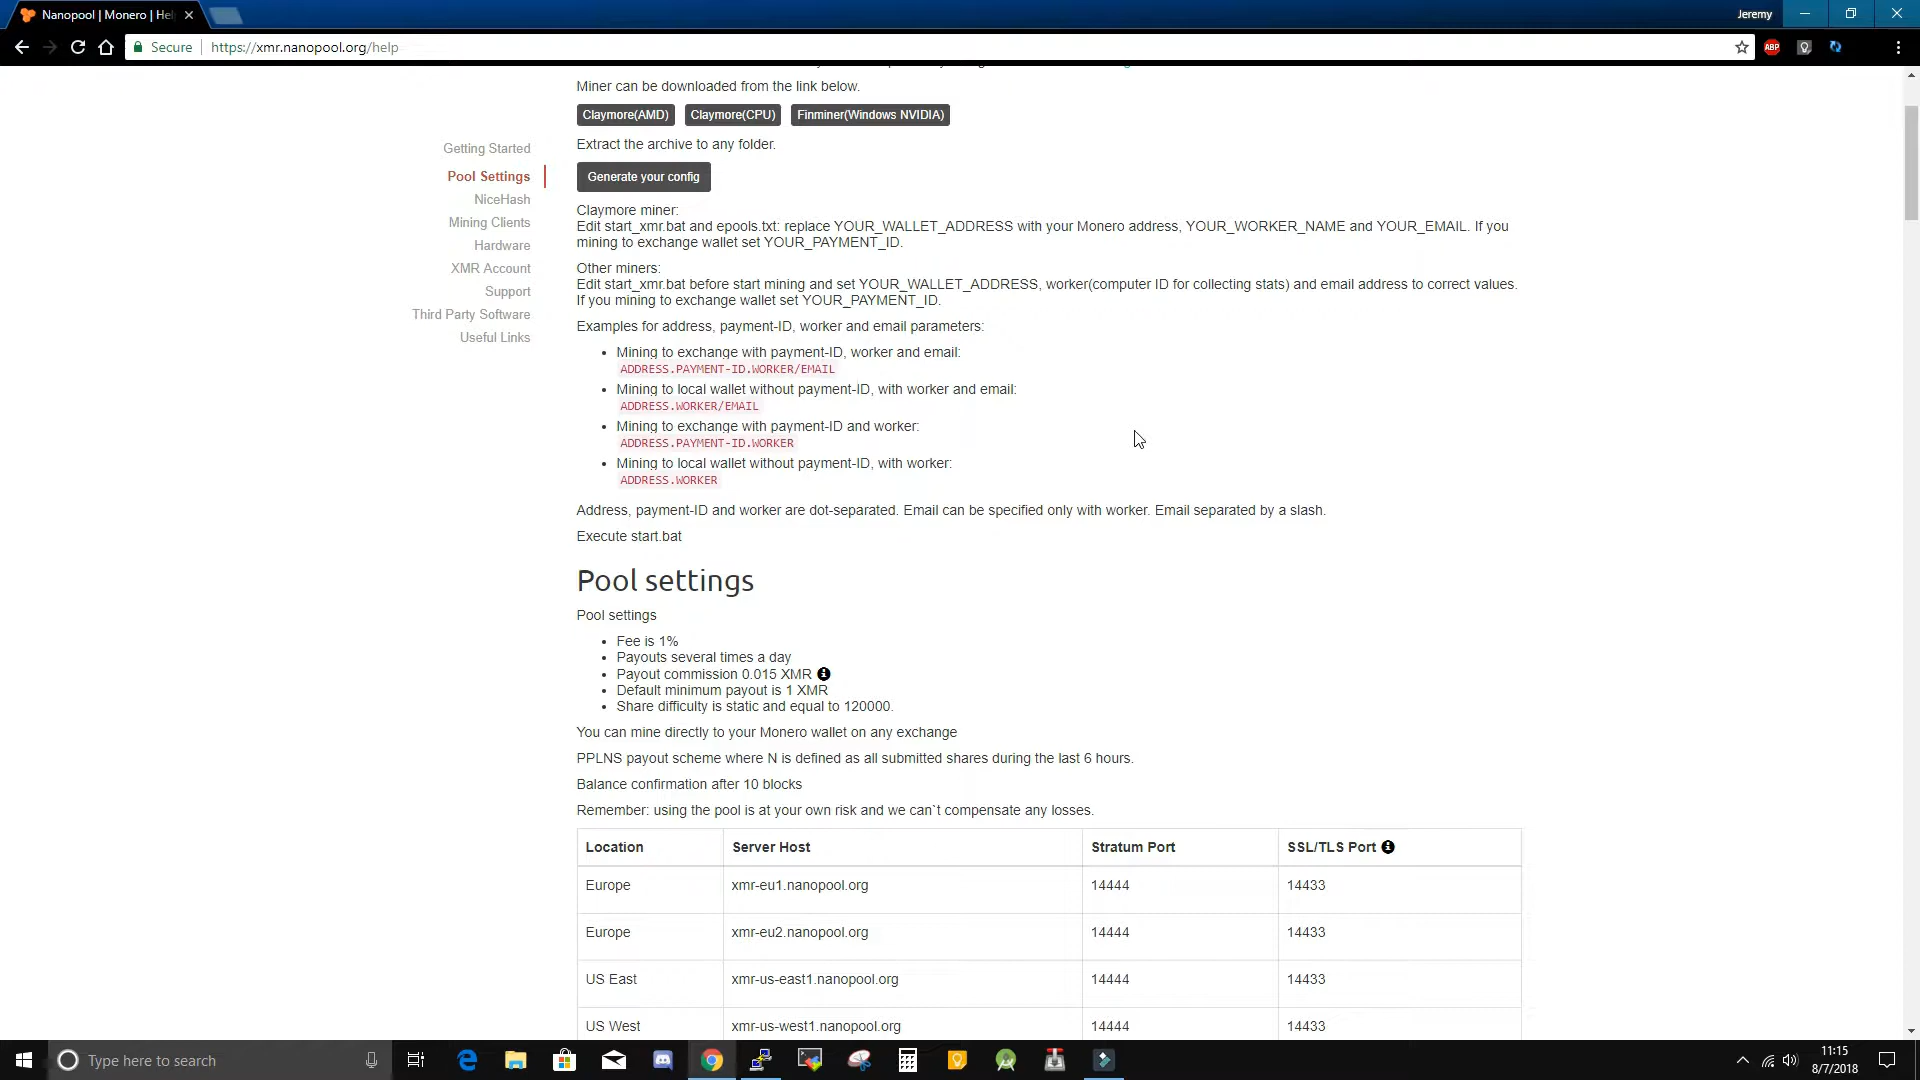 Nanopool | Monero | Hel
Jeremy
Secure
https://xmr.nanopool.org/help
ABP
Miner can be downloaded from the link below.
Claymore(AMD) Claymore(CPU) Finminer(Windows NVIDIA)
Extract the archive to any folder.
Generate your config
Getting Started
Pool Settings
NiceHash
Mining Clients
Hardware
XMR Account
Support
Third Party Software
Useful Links
Claymore miner:
Edit start_xmr.bat and epools.txt: replace YOUR_WALLET_ADDRESS with your Monero address, YOUR_WORKER_NAME and YOUR_EMAIL. If you
mining to exchange wallet set YOUR_PAYMENT_ID.
Other miners:
Edit start_xmr.bat before start mining and set YOUR_WALLET_ADDRESS, worker(computer ID for collecting stats) and email address to correct values.
If you mining to exchange wallet set YOUR_PAYMENT_ID.
Examples for address, payment-ID, worker and email parameters:
Mining to exchange with payment-ID, worker and email:
ADDRESS.PAYMENT-ID.WORKER/EMAIL
Mining to local wallet without payment-ID, with worker and email:
ADDRESS.WORKER/EMAIL
Mining to exchange with payment-ID and worker:
ADDRESS.PAYMENT-ID.WORKER
Mining to local wallet without payment-ID, with worker:
ADDRESS.WORKER
Address, payment-ID and worker are dot-separated. Email can be specified only with worker. Email separated by a slash.
Execute start.bat
Pool settings
Pool settings
Fee is 1%
Payouts several times a day
Payout commission 0.015 XMR
Default minimum payout is 1 XMR
Share difficulty is static and equal to 120000.
You can mine directly to your Monero wallet on any exchange
PPLNS payout scheme where N is defined as all submitted shares during the last 6 hours.
Balance confirmation after 10 blocks
Remember: using the pool is at your own risk and we can`t compensate any losses.
Location Server Host Stratum Port SSL/TLS Port
Europe xmr-eu1.nanopool.org 14444 14433
Europe xmr-eu2.nanopool.org 14444 14433
US East xmr-us-east1.nanopool.org 14444 14433
US West xmr-us-west1.nanopool.org 14444 14433
Type here to search
11:15
8/7/2018